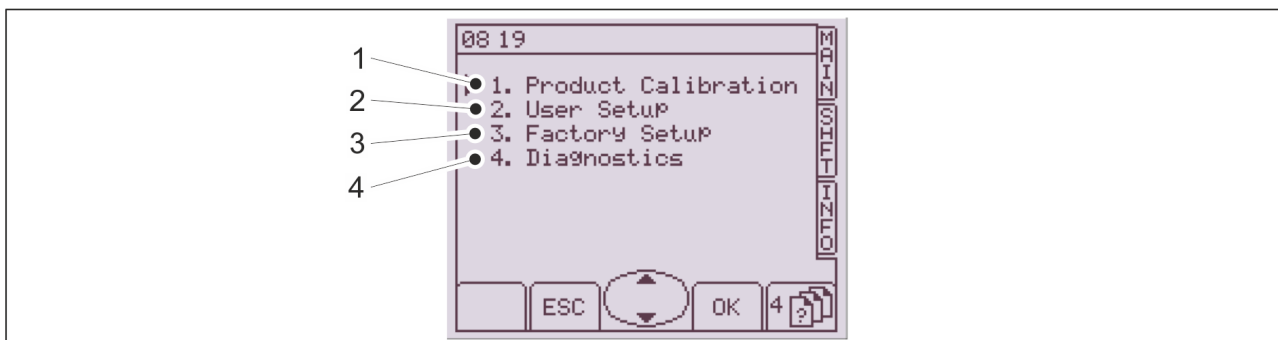 08 19
1. Product Calibration
2. User Setup
3. Factory Setup
4. Diagnostics
MAIN
SHFT
INFO
ESC
OK
4
?
1
2
3
4